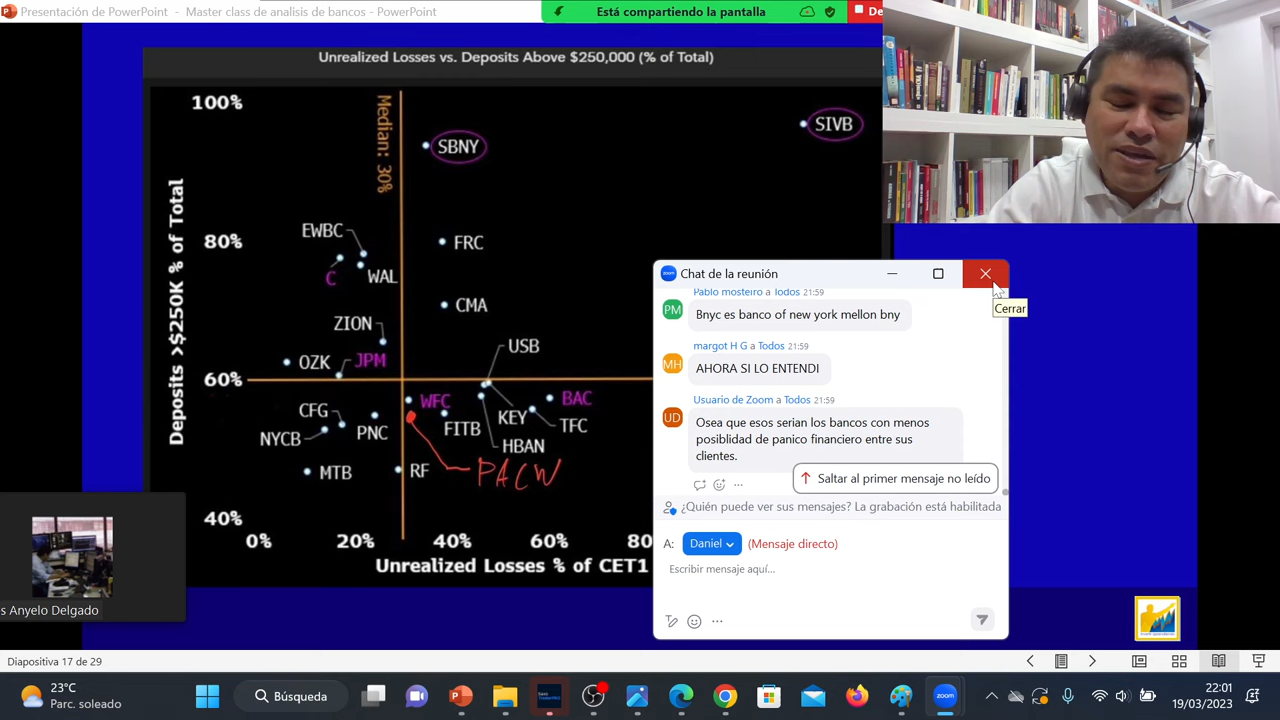 Presentación de PowerPoint - Master class de analisis de bancos - PowerPoint
Está compartiendo la pantalla
De
Unrealized Losses vs. Deposits Above $250,000 (% of Total)
Deposits >$250K % of Total
100%
80%
60%
40%
Median: 30%
SIVB
SBNY
EWBC
FRC
C
WAL
CMA
ZION
USB
OZK
JPM
WFC
BAC
CFG
KEY
TFC
NYCB
PNC
FITB
HBAN
MTB
RF
PACW
0%
20%
40%
60%
80
Unrealized Losses % of CET1
zoom
Chat de la reunión
Cerrar
Pablo mosteiro a Todos 21:59
PM
Bnyc es banco of new york mellon bny
margot H G a Todos 21:59
MH
AHORA SI LO ENTENDI
Usuario de Zoom a Todos 21:59
UD
Osea que esos serian los bancos con menos
posiblidad de panico financiero entre sus
clientes.
Saltar al primer mensaje no leído
¿Quién puede ver sus mensajes? La grabación está habilitada
A: Daniel (Mensaje directo)
Escribir mensaje aquí...
s Anyelo Delgado
Diapositiva 17 de 29
23°C
Parc. soleado
Búsqueda
zoom
22:01
19/03/2023